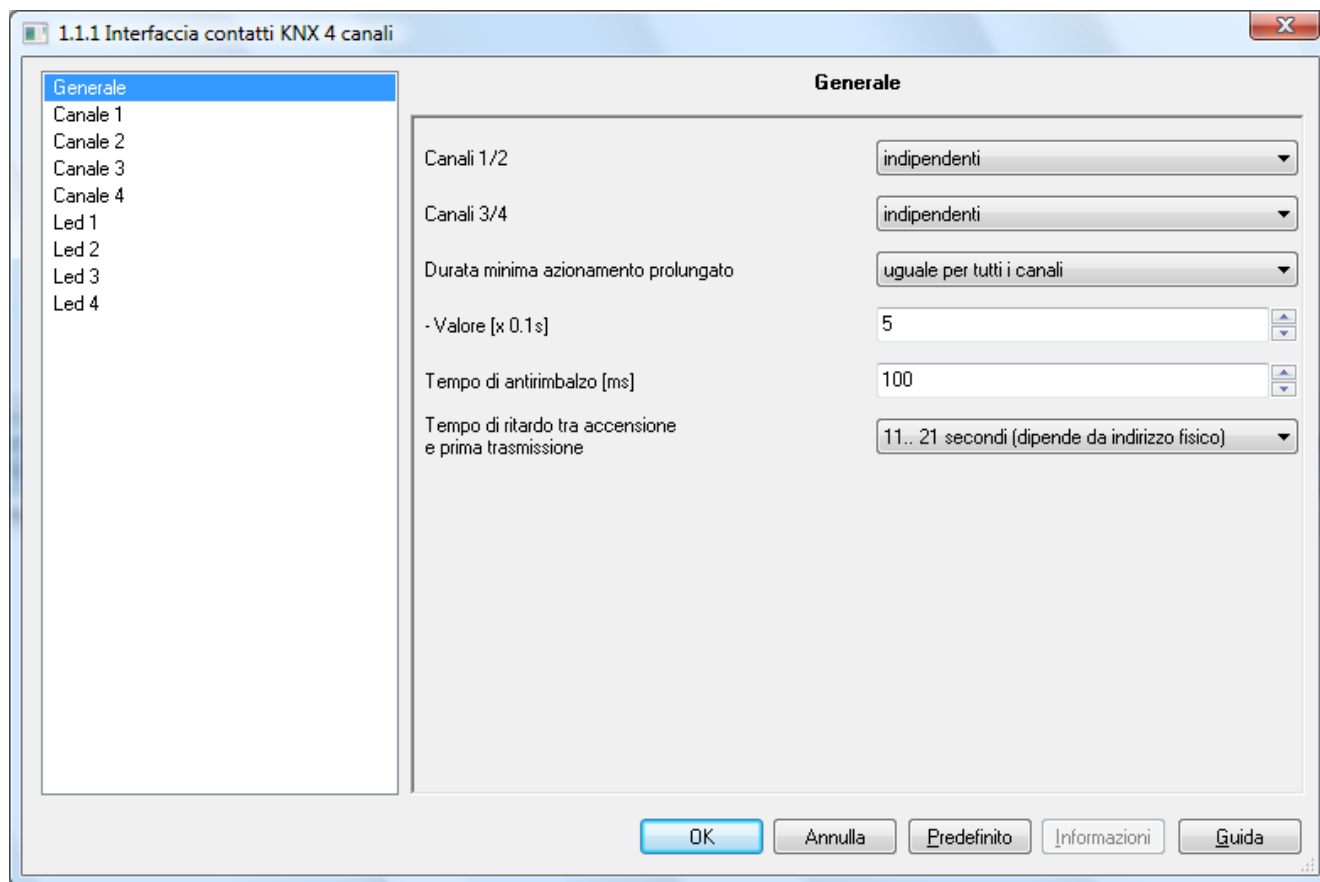 1.1.1 Interfaccia contatti KNX 4 canali
Generale
Canale 1
Canale 2
Canale 3
Canale 4
Led 1
Led 2
Led 3
Led 4
Generale
Canali 1/2
indipendenti
Canali 3/4
indipendenti
Durata minima azionamento prolungato
uguale per tutti i canali
- Valore [x 0.1s]
5
Tempo di antirimbalzo [ms]
100
Tempo di ritardo tra accensione
e prima trasmissione
11.. 21 secondi (dipende da indirizzo fisico)
OK
Annulla
Predefinito
Informazioni
Guida